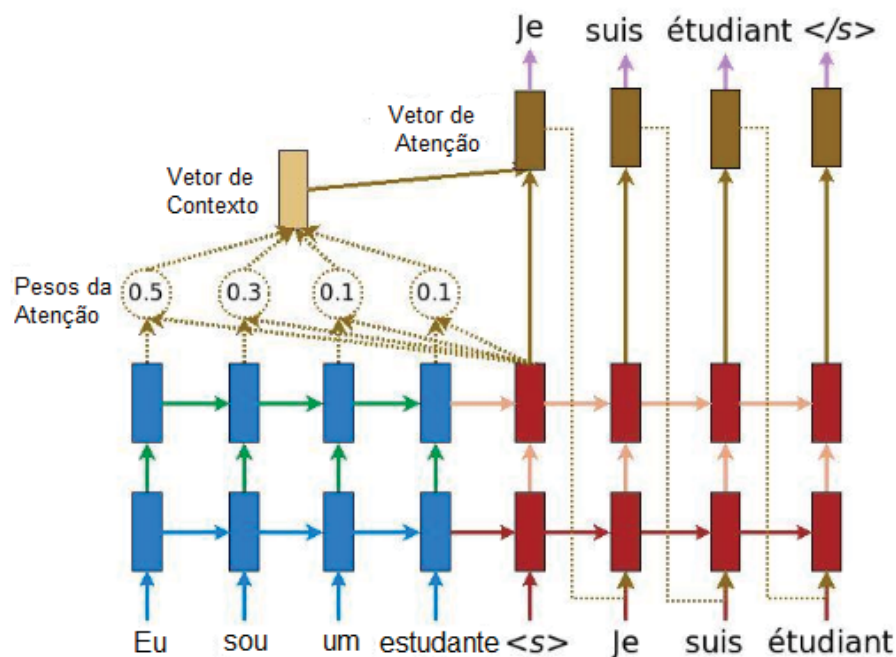 Je suis étudiant </s>
Vetor de
Atenção
Vetor de
Contexto
Pesos da
Atenção
0.5 0.3 0.1 0.1
Eu sou um estudante <s> Je suis étudiant